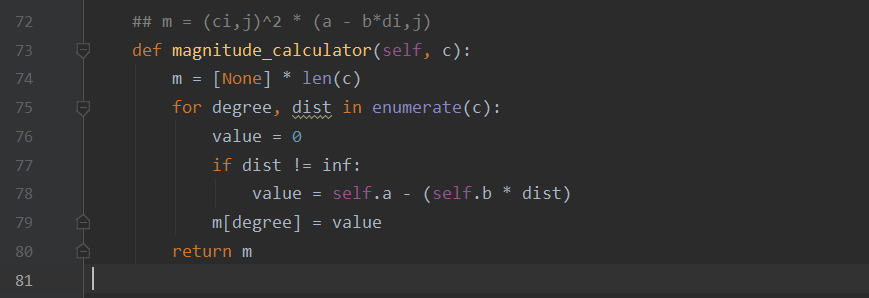 72 ## m = (ci,j)^2 * (a - b*di,j)
73 def magnitude_calculator(self, c):
74 m = [None] * len(c)
75 for degree, dist in enumerate(c):
76 value = 0
77 if dist != inf:
78 value = self.a - (self.b * dist)
79 m[degree] = value
80 return m
81